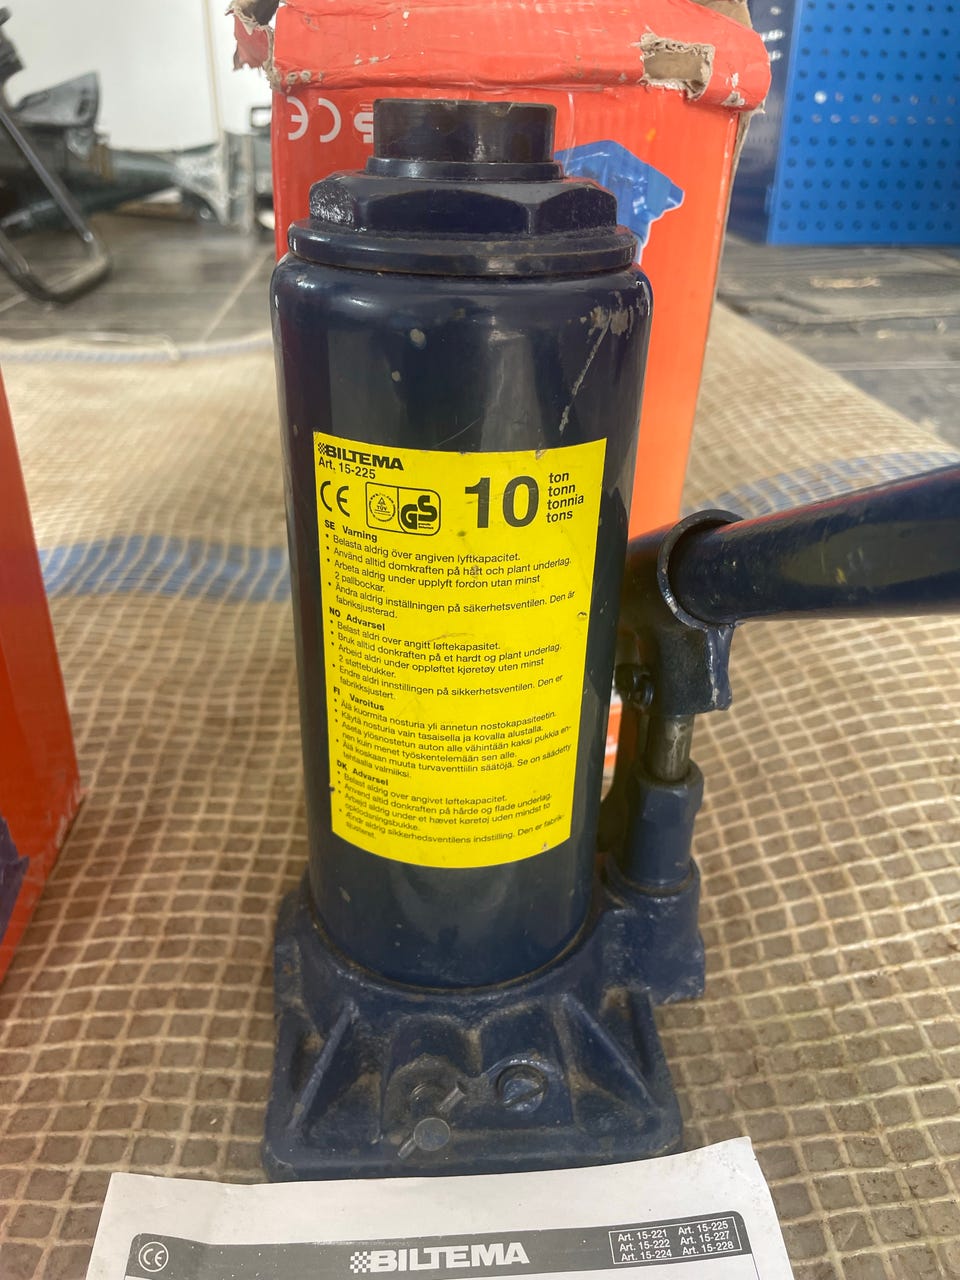 CE
BILTEMA
Art. 15-225
CE
TÜV
GS
10
ton
tonn
tonnia
tons
SE Varning
• Belasta aldrig över angiven lyftkapacitet.
• Använd alltid domkraften på hårt och plant underlag.
• Arbeta aldrig under upplyft fordon utan minst
2 pallbockar.
• Ändra aldrig inställningen på säkerhetsventilen. Den är
fabriksjusterad.
NO Advarsel
• Belast aldri over angitt løftekapasitet.
• Bruk alltid donkraften på et hardt og plant underlag.
• Arbeid aldri under oppløftet kjøretøy uten minst
2 støttebukker.
• Endre aldri innstillingen på sikkerhetsventilen. Den er
fabrikksjustert.
FI Varoitus
• Älä kuormita nosturia yli annetun nostokapasiteetin.
• Käytä nosturia vain tasaisella ja kovalla alustalla.
• Aseta ylösnostetun auton alle vähintään kaksi pukkia en-
nen kuin menet työskentelemään sen alle.
• Älä koskaan muuta turvaventtiilin säätöjä. Se on säädetty
tehtaalla valmiiksi.
DK Advarsel
• Belast aldrig over angivet løftekapacitet.
• Anvend altid donkraften på hårde og flade underlag.
• Arbejd aldrig under et hævet køretøj uden mindst to
opklodsningsbukke.
• Ændr aldrig sikkerhedsventilens indstilling. Den er fabrik-
sjusteret.
CE
BILTEMA
Art. 15-221 Art. 15-225
Art. 15-222 Art. 15-227
Art. 15-224 Art. 15-228